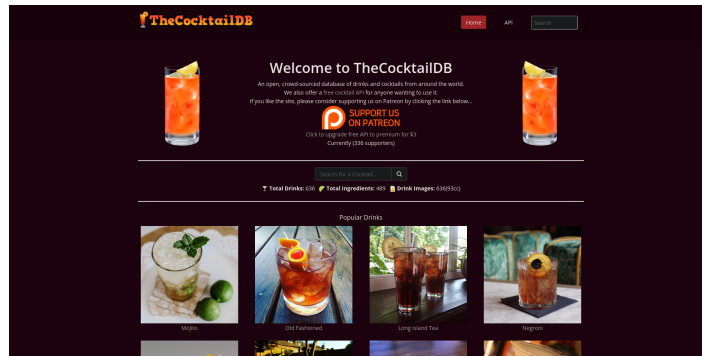 TheCocktailDB
Home API Search
Welcome to TheCocktailDB
An open, crowd-sourced database of drinks and cocktails from around the world.
We also offer a free cocktail API for anyone wanting to use it.
If you like the site, please consider supporting us on Patreon by clicking the link below...
SUPPORT US
ON PATREON
Click to upgrade free API to premium for $3
Currently (336 supporters)
Search for a Cocktail...
Total Drinks: 636 Total Ingredients: 489 Drink Images: 636(93cc)
Popular Drinks
Mojito Old Fashioned Long Island Tea Negroni